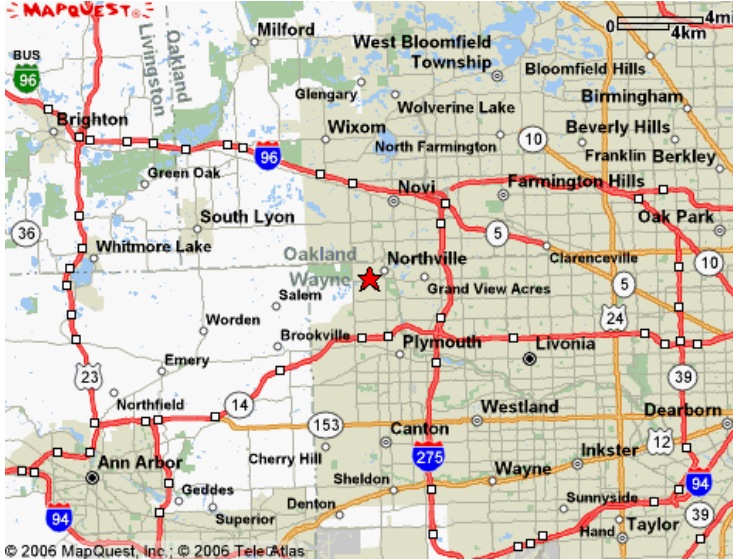 MAPQUEST®
0 4mi
4km
Milford
Oakland
Livingston
West Bloomfield
Township
Bloomfield Hills
BUS
96
Glengary
Wolverine Lake
Birmingham
Brighton
Wixom
North Farmington
10
Beverly Hills
Franklin
Berkley
96
Green Oak
Novi
Farmington Hills
South Lyon
Oak Park
36
5
Whitmore Lake
Oakland
Wayne
Northville
Clarenceville
10
Grand View Acres
5
Salem
24
Worden
Brookville
Plymouth
Livonia
Emery
23
39
Northfield
14
153
Westland
Dearborn
Canton
12
Ann Arbor
Cherry Hill
275
Inkster
Wayne
Sheldon
94
Geddes
Denton
Sunnyside
94
Superior
39
Hand
Taylor
© 2006 MapQuest, Inc.; © 2006 Tele Atlas